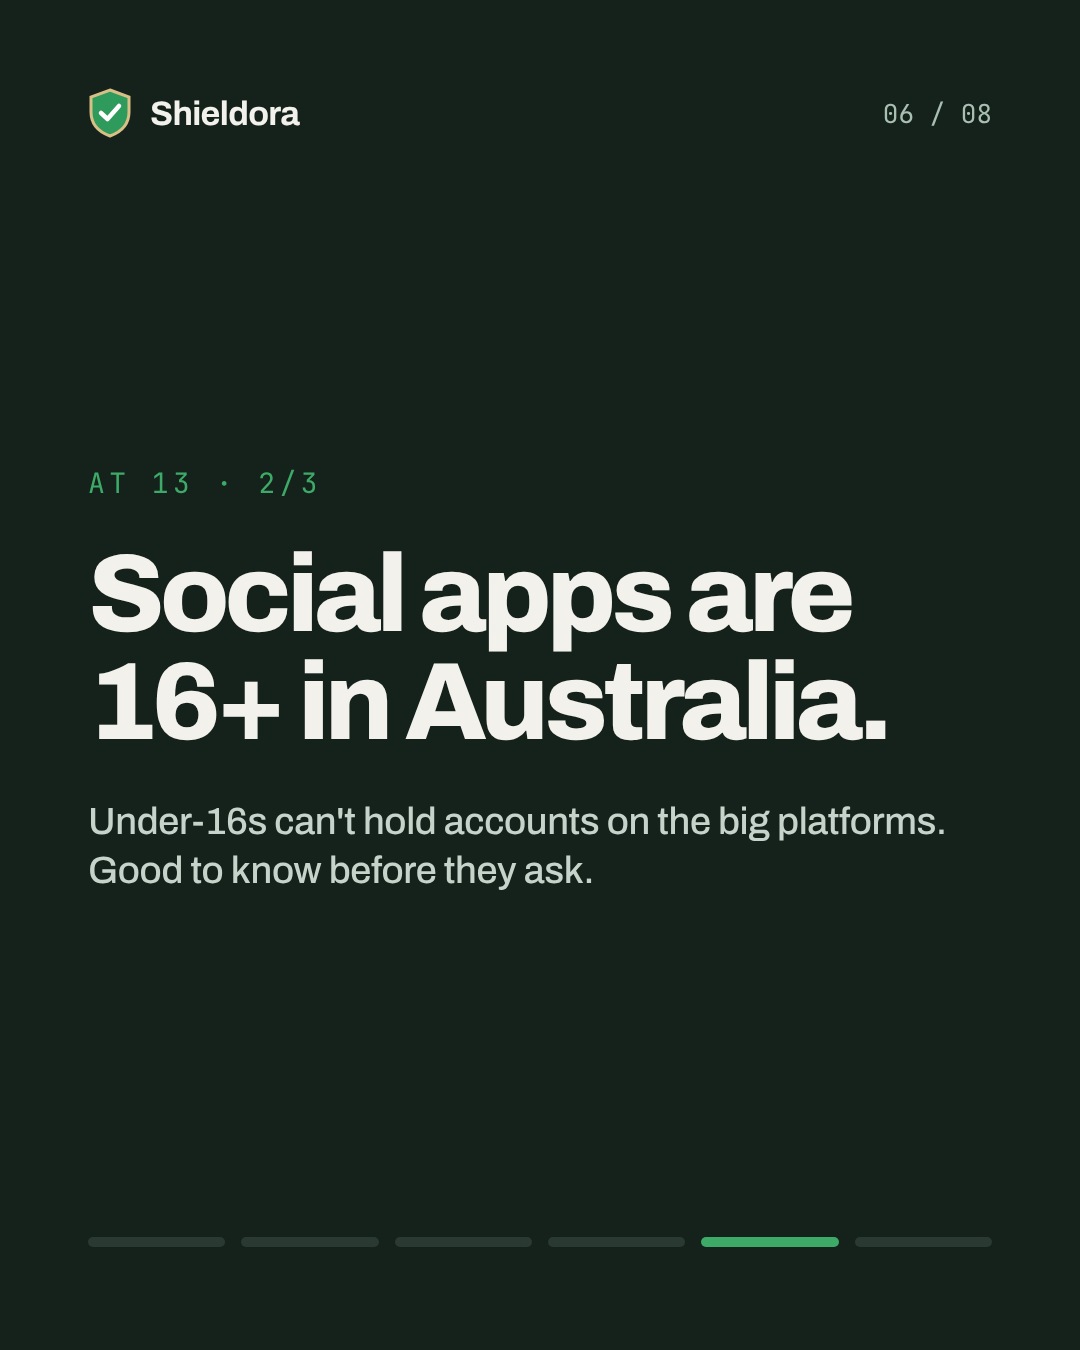 Shieldora
06 / 08
AT 13 · 2/3
Social apps are
16+ in Australia.
Under-16s can't hold accounts on the big platforms.
Good to know before they ask.